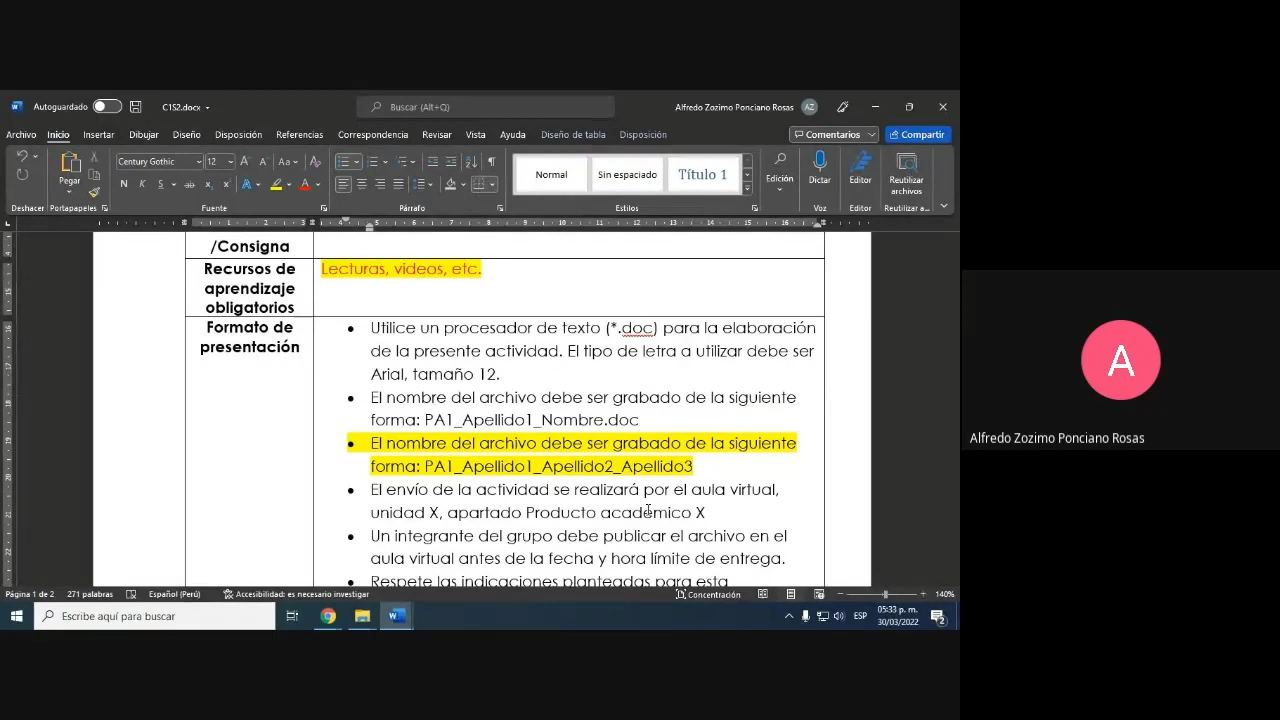 Autoguardado
C1S2.docx
Buscar (Alt+Q)
Alfredo Zozimo Ponciano Rosas
AZ
Archivo Inicio Insertar Dibujar Diseño Disposición Referencias Correspondencia Revisar Vista Ayuda Diseño de tabla Disposición
Comentarios
Compartir
Pegar
Century Gothic 12
Normal
Sin espaciado
Título 1
Edición
Dictar
Editor
Reutilizar archivos
Deshacer Portapapeles Fuente Párrafo Estilos Voz Editor Reutilizar a...
/Consigna
Recursos de
aprendizaje
obligatorios
Lecturas, videos, etc.
Formato de
presentación
• Utilice un procesador de texto (*.doc) para la elaboración
de la presente actividad. El tipo de letra a utilizar debe ser
Arial, tamaño 12.
• El nombre del archivo debe ser grabado de la siguiente
forma: PA1_Apellido1_Nombre.doc
• El nombre del archivo debe ser grabado de la siguiente
forma: PA1_Apellido1_Apellido2_Apellido3
• El envío de la actividad se realizará por el aula virtual,
unidad X, apartado Producto académico X
• Un integrante del grupo debe publicar el archivo en el
aula virtual antes de la fecha y hora límite de entrega.
• Respete las indicaciones planteadas para esta
Página 1 de 2 271 palabras Español (Perú) Accesibilidad: es necesario investigar Concentración 140%
Escribe aquí para buscar
ESP
05:33 p. m.
30/03/2022
2
A
Alfredo Zozimo Ponciano Rosas